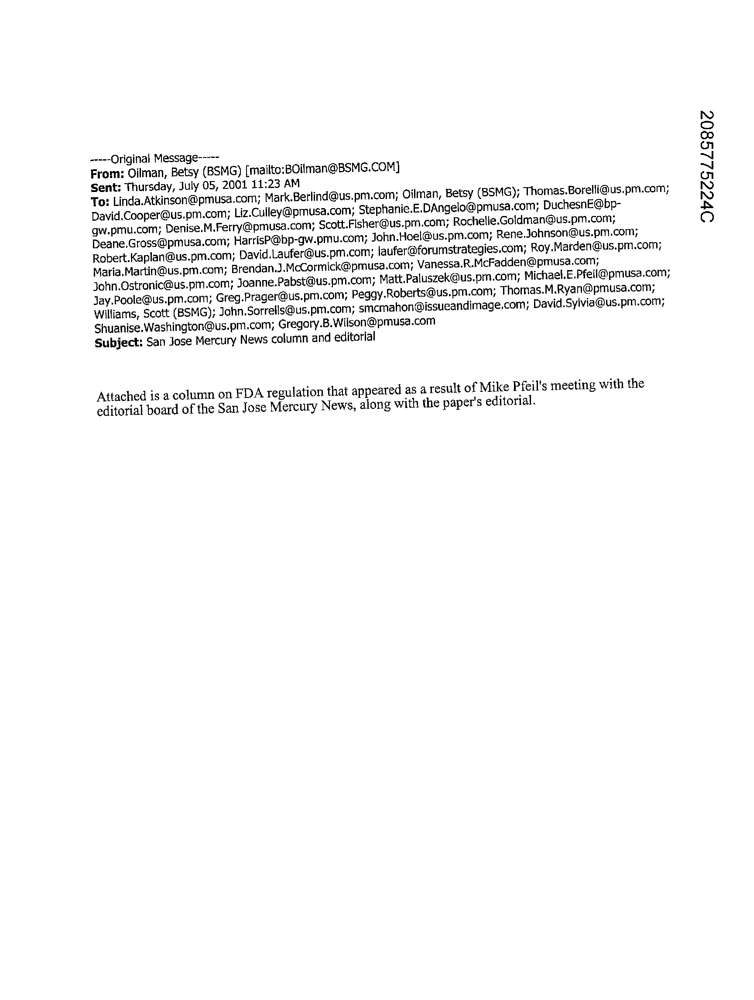 2085775224C
-----Original Message-----
From: Oilman, Betsy (BSMG) [mailto:BOilman@BSMG.COM]
Sent: Thursday, July 05, 2001 11:23 AM
To: Linda.Atkinson@pmusa.com; Mark.Berlind@us.pm.com; Oilman, Betsy (BSMG); Thomas.Borelli@us.pm.com;
David.Cooper@us.pm.com; Liz.Culley@pmusa.com; Stephanie.E.DAngelo@pmusa.com; DuchesnE@bp-
gw.pmu.com; Denise.M.Ferry@pmusa.com; Scott.Fisher@us.pm.com; Rochelle.Goldman@us.pm.com;
Deane.Gross@pmusa.com; HarrisP@bp-gw.pmu.com; John.Hoel@us.pm.com; Rene.Johnson@us.pm.com;
Robert.Kaplan@us.pm.com; David.Laufer@us.pm.com; laufer@forumstrategies.com; Roy.Marden@us.pm.com;
Maria.Martin@us.pm.com; Brendan.J.McCormick@pmusa.com; Vanessa.R.McFadden@pmusa.com;
John.Ostronic@us.pm.com; Joanne.Pabst@us.pm.com; Matt.Paluszek@us.pm.com; Michael.E.Pfeil@pmusa.com;
Jay.Poole@us.pm.com; Greg.Prager@us.pm.com; Peggy.Roberts@us.pm.com; Thomas.M.Ryan@pmusa.com;
Williams, Scott (BSMG); John.Sorrells@us.pm.com; smcmahon@issueandimage.com; David.Sylvia@us.pm.com;
Shuanise.Washington@us.pm.com; Gregory.B.Wilson@pmusa.com
Subject: San Jose Mercury News column and editorial
Attached is a column on FDA regulation that appeared as a result of Mike Pfeil's meeting with the
editorial board of the San Jose Mercury News, along with the paper's editorial.